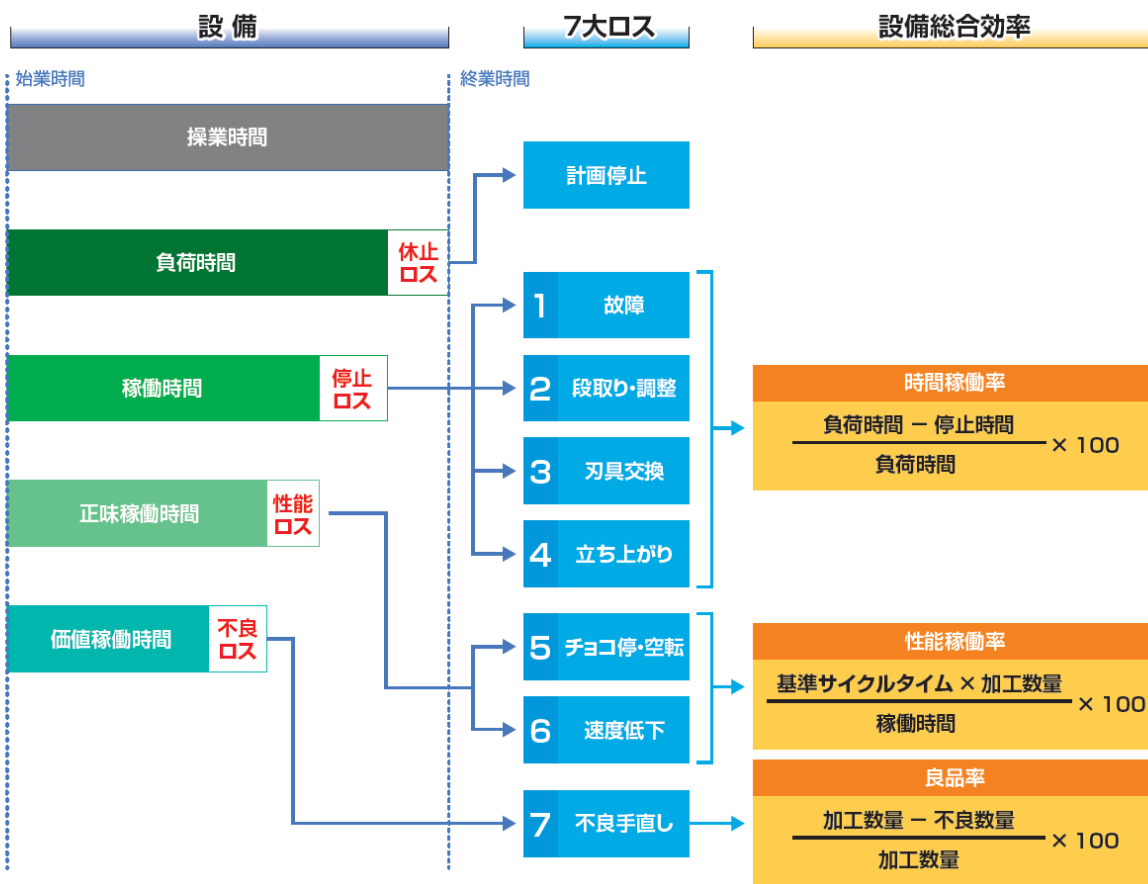 設備
7大ロス
設備総合効率
始業時間
終業時間
操業時間
計画停止
負荷時間
休止
ロス
1 故障
稼働時間
停止
ロス
2 段取り・調整
時間稼働率
負荷時間 − 停止時間
負荷時間
× 100
3 刃具交換
正味稼働時間
性能
ロス
4 立ち上がり
価値稼働時間
不良
ロス
5 チョコ停・空転
性能稼働率
基準サイクルタイム × 加工数量
稼働時間
× 100
6 速度低下
良品率
7 不良手直し
加工数量 − 不良数量
加工数量
× 100